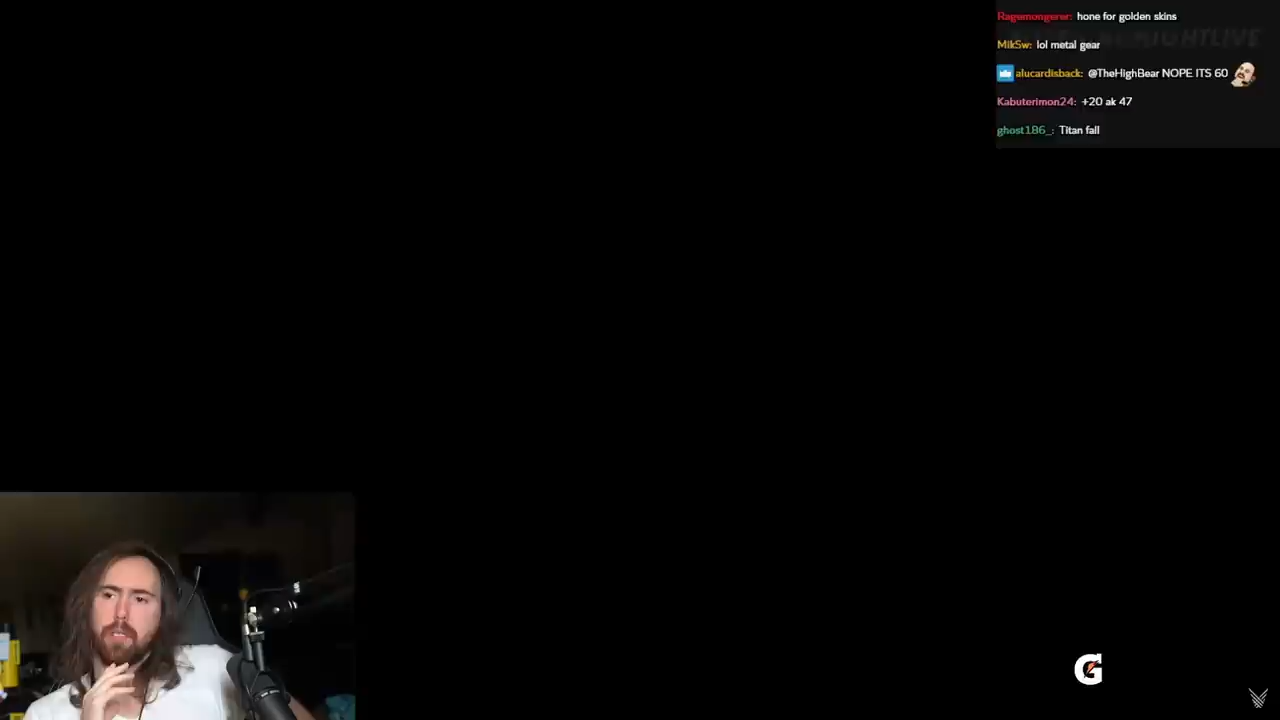 Ragemongerer: hone for golden skins
MikSw: lol metal gear
alucardisback: @TheHighBear NOPE ITS 60
Kabuterimon24: +20 ak 47
ghost186_: Titan fall
G